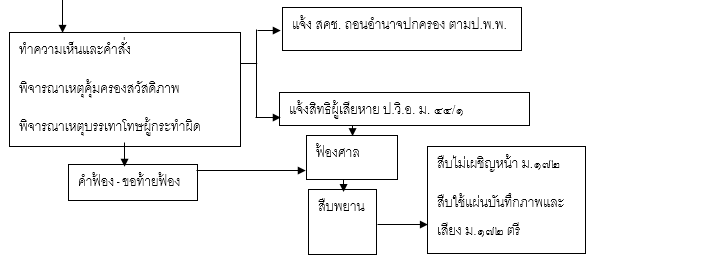 แจ้ง สคช. ถอนอำนาจปกครอง ตามป.พ.พ.
ทำความเห็นและคำสั่ง
พิจารณาเหตุคุ้มครองสวัสดิภาพ
พิจารณาเหตุบรรเทาโทษผู้กระทำผิด
แจ้งสิทธิผู้เสียหาย ป.วิ.อ. ม. ๔๔/๑
ฟ้องศาล
คำฟ้อง - ขอท้ายฟ้อง
สืบพยาน
สืบไม่เผชิญหน้า ม.๑๗๒
สืบใช้แผ่นบันทึกภาพและ
เสียง ม.๑๗๒ ตรี